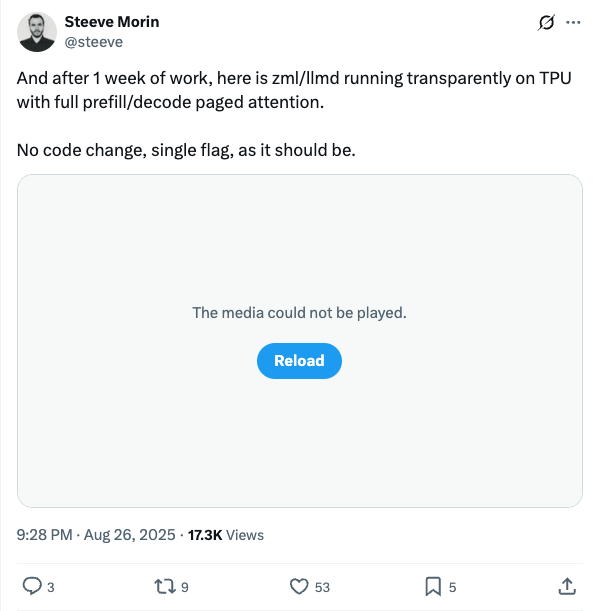 Steeve Morin
@steeve
And after 1 week of work, here is zml/llmd running transparently on TPU
with full prefill/decode paged attention.
No code change, single flag, as it should be.
The media could not be played.
Reload
9:28 PM · Aug 26, 2025 · 17.3K Views
3 9 53 5